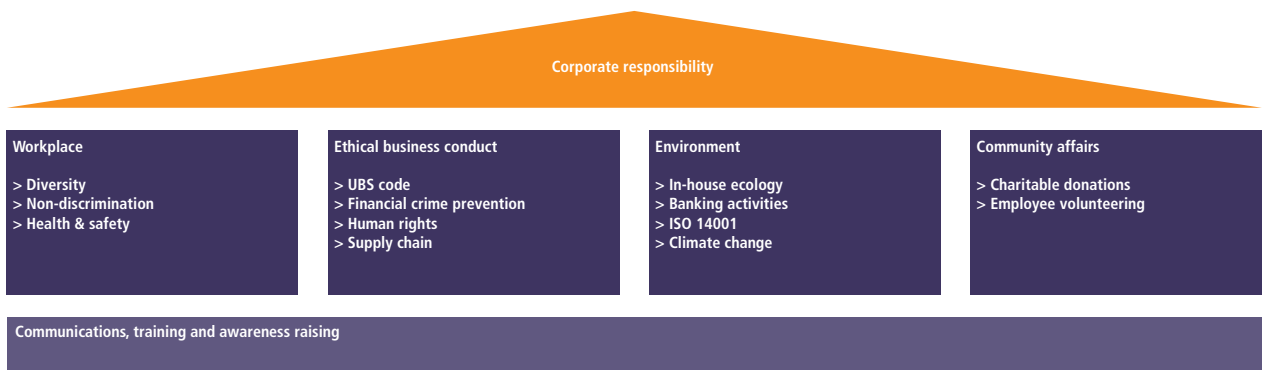 Corporate responsibility
Workplace
> Diversity
> Non-discrimination
> Health & safety
Ethical business conduct
> UBS code
> Financial crime prevention
> Human rights
> Supply chain
Environment
> In-house ecology
> Banking activities
> ISO 14001
> Climate change
Community affairs
> Charitable donations
> Employee volunteering
Communications, training and awareness raising